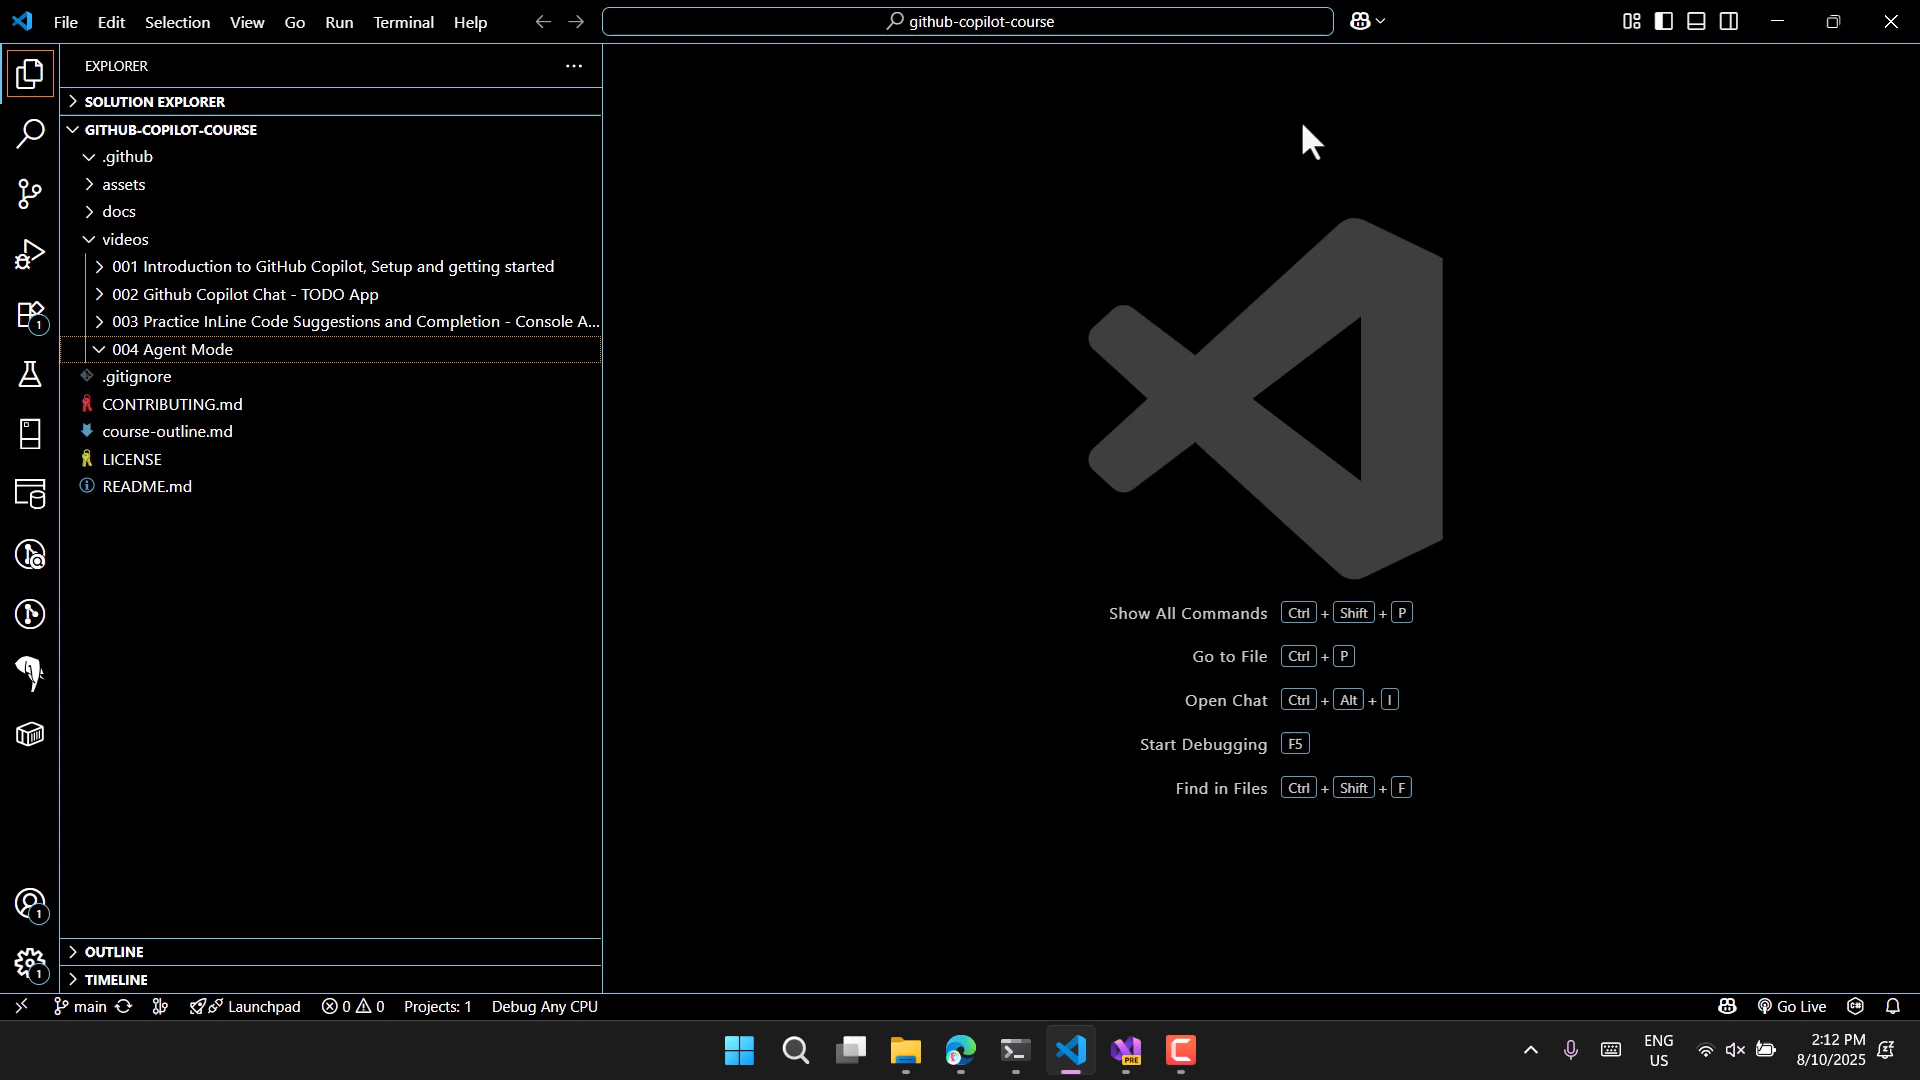 File Edit Selection View Go Run Terminal Help
github-copilot-course
EXPLORER
SOLUTION EXPLORER
GITHUB-COPILOT-COURSE
.github
assets
docs
videos
001 Introduction to GitHub Copilot, Setup and getting started
002 Github Copilot Chat - TODO App
003 Practice InLine Code Suggestions and Completion - Console A...
004 Agent Mode
.gitignore
CONTRIBUTING.md
course-outline.md
LICENSE
README.md
Show All Commands Ctrl + Shift + P
Go to File Ctrl + P
Open Chat Ctrl + Alt + I
Start Debugging F5
Find in Files Ctrl + Shift + F
1
1
1
OUTLINE
TIMELINE
main Launchpad 0 0 Projects: 1 Debug Any CPU Go Live
PRE
ENG
US
2:12 PM
8/10/2025